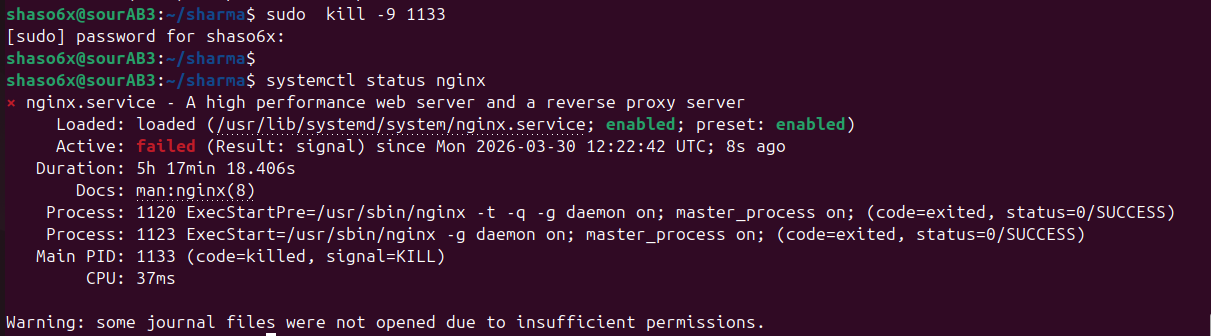 shaso6x@sourAB3:~/sharma$ sudo  kill -9 1133
[sudo] password for shaso6x:
shaso6x@sourAB3:~/sharma$
shaso6x@sourAB3:~/sharma$ systemctl status nginx
× nginx.service - A high performance web server and a reverse proxy server
     Loaded: loaded (/usr/lib/systemd/system/nginx.service; enabled; preset: enabled)
     Active: failed (Result: signal) since Mon 2026-03-30 12:22:42 UTC; 8s ago
   Duration: 5h 17min 18.406s
       Docs: man:nginx(8)
    Process: 1120 ExecStartPre=/usr/sbin/nginx -t -q -g daemon on; master_process on; (code=exited, status=0/SUCCESS)
    Process: 1123 ExecStart=/usr/sbin/nginx -g daemon on; master_process on; (code=exited, status=0/SUCCESS)
   Main PID: 1133 (code=killed, signal=KILL)
        CPU: 37ms

Warning: some journal files were not opened due to insufficient permissions.